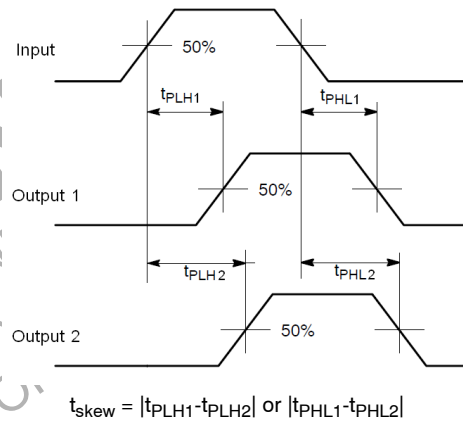 Input
50%
tPLH1
tPHL1
Output 1
50%
tPLH2
tPHL2
Output 2
50%
tskew = |tPLH1-tPLH2| or |tPHL1-tPHL2|